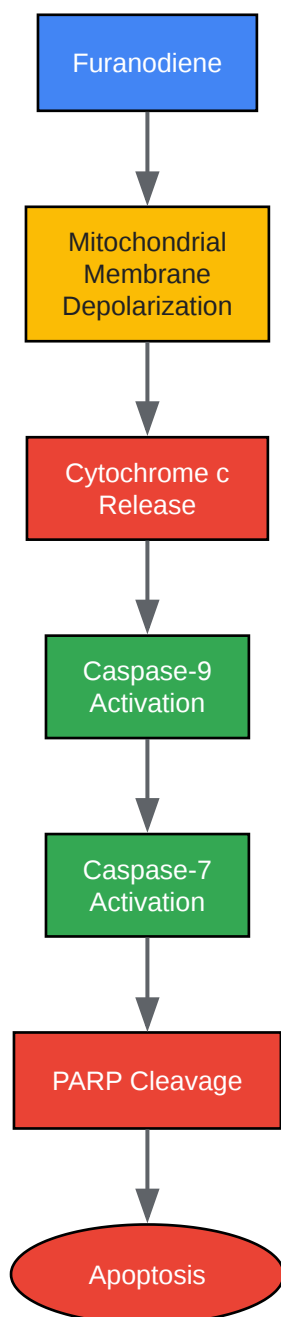 Furanodiene
Mitochondrial
Membrane
Depolarization
Cytochrome c
Release
Caspase-9
Activation
Caspase-7
Activation
PARP Cleavage
Apoptosis